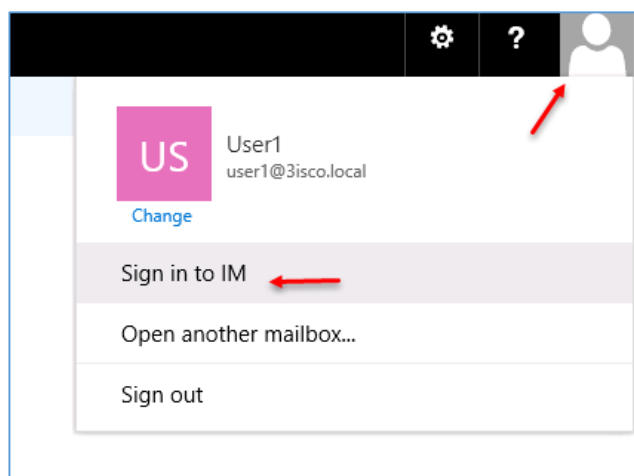 ?
US
User1
user1@3isco.local
Change
Sign in to IM
Open another mailbox...
Sign out